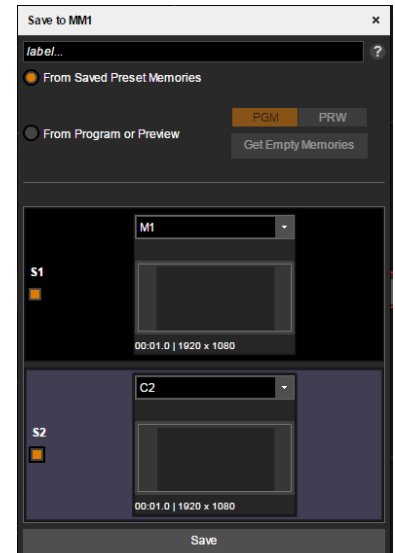 Save to MM1 ×
label... ?
From Saved Preset Memories
PGM PRW
From Program or Preview
Get Empty Memories
M1
S1
00:01.0 | 1920 x 1080
C2
S2
00:01.0 | 1920 x 1080
Save